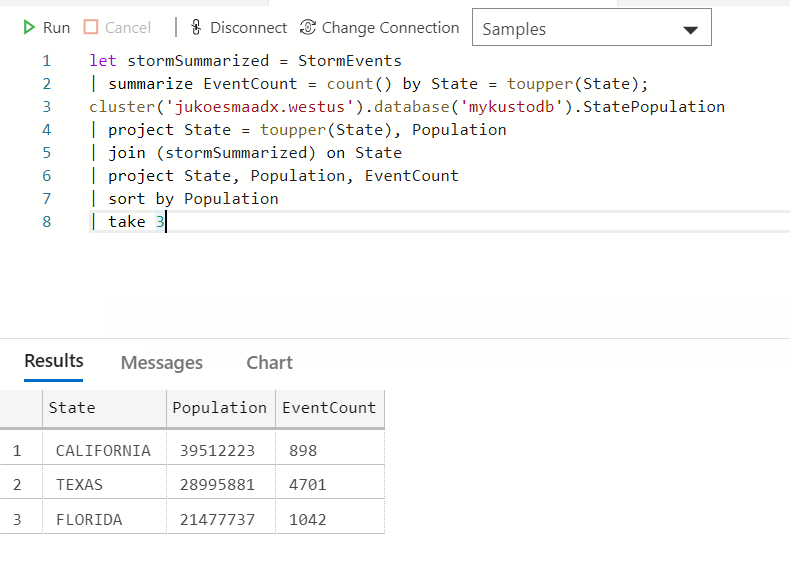 Run Cancel Disconnect Change Connection Samples
1 let stormSummarized = StormEvents
2 | summarize EventCount = count() by State = toupper(State);
3 cluster('jukoesmaadx.westus').database('mykustodb').StatePopulation
4 | project State = toupper(State), Population
5 | join (stormSummarized) on State
6 | project State, Population, EventCount
7 | sort by Population
8 | take 3
Results Messages Chart
State Population EventCount
1 CALIFORNIA 39512223 898
2 TEXAS 28995881 4701
3 FLORIDA 21477737 1042